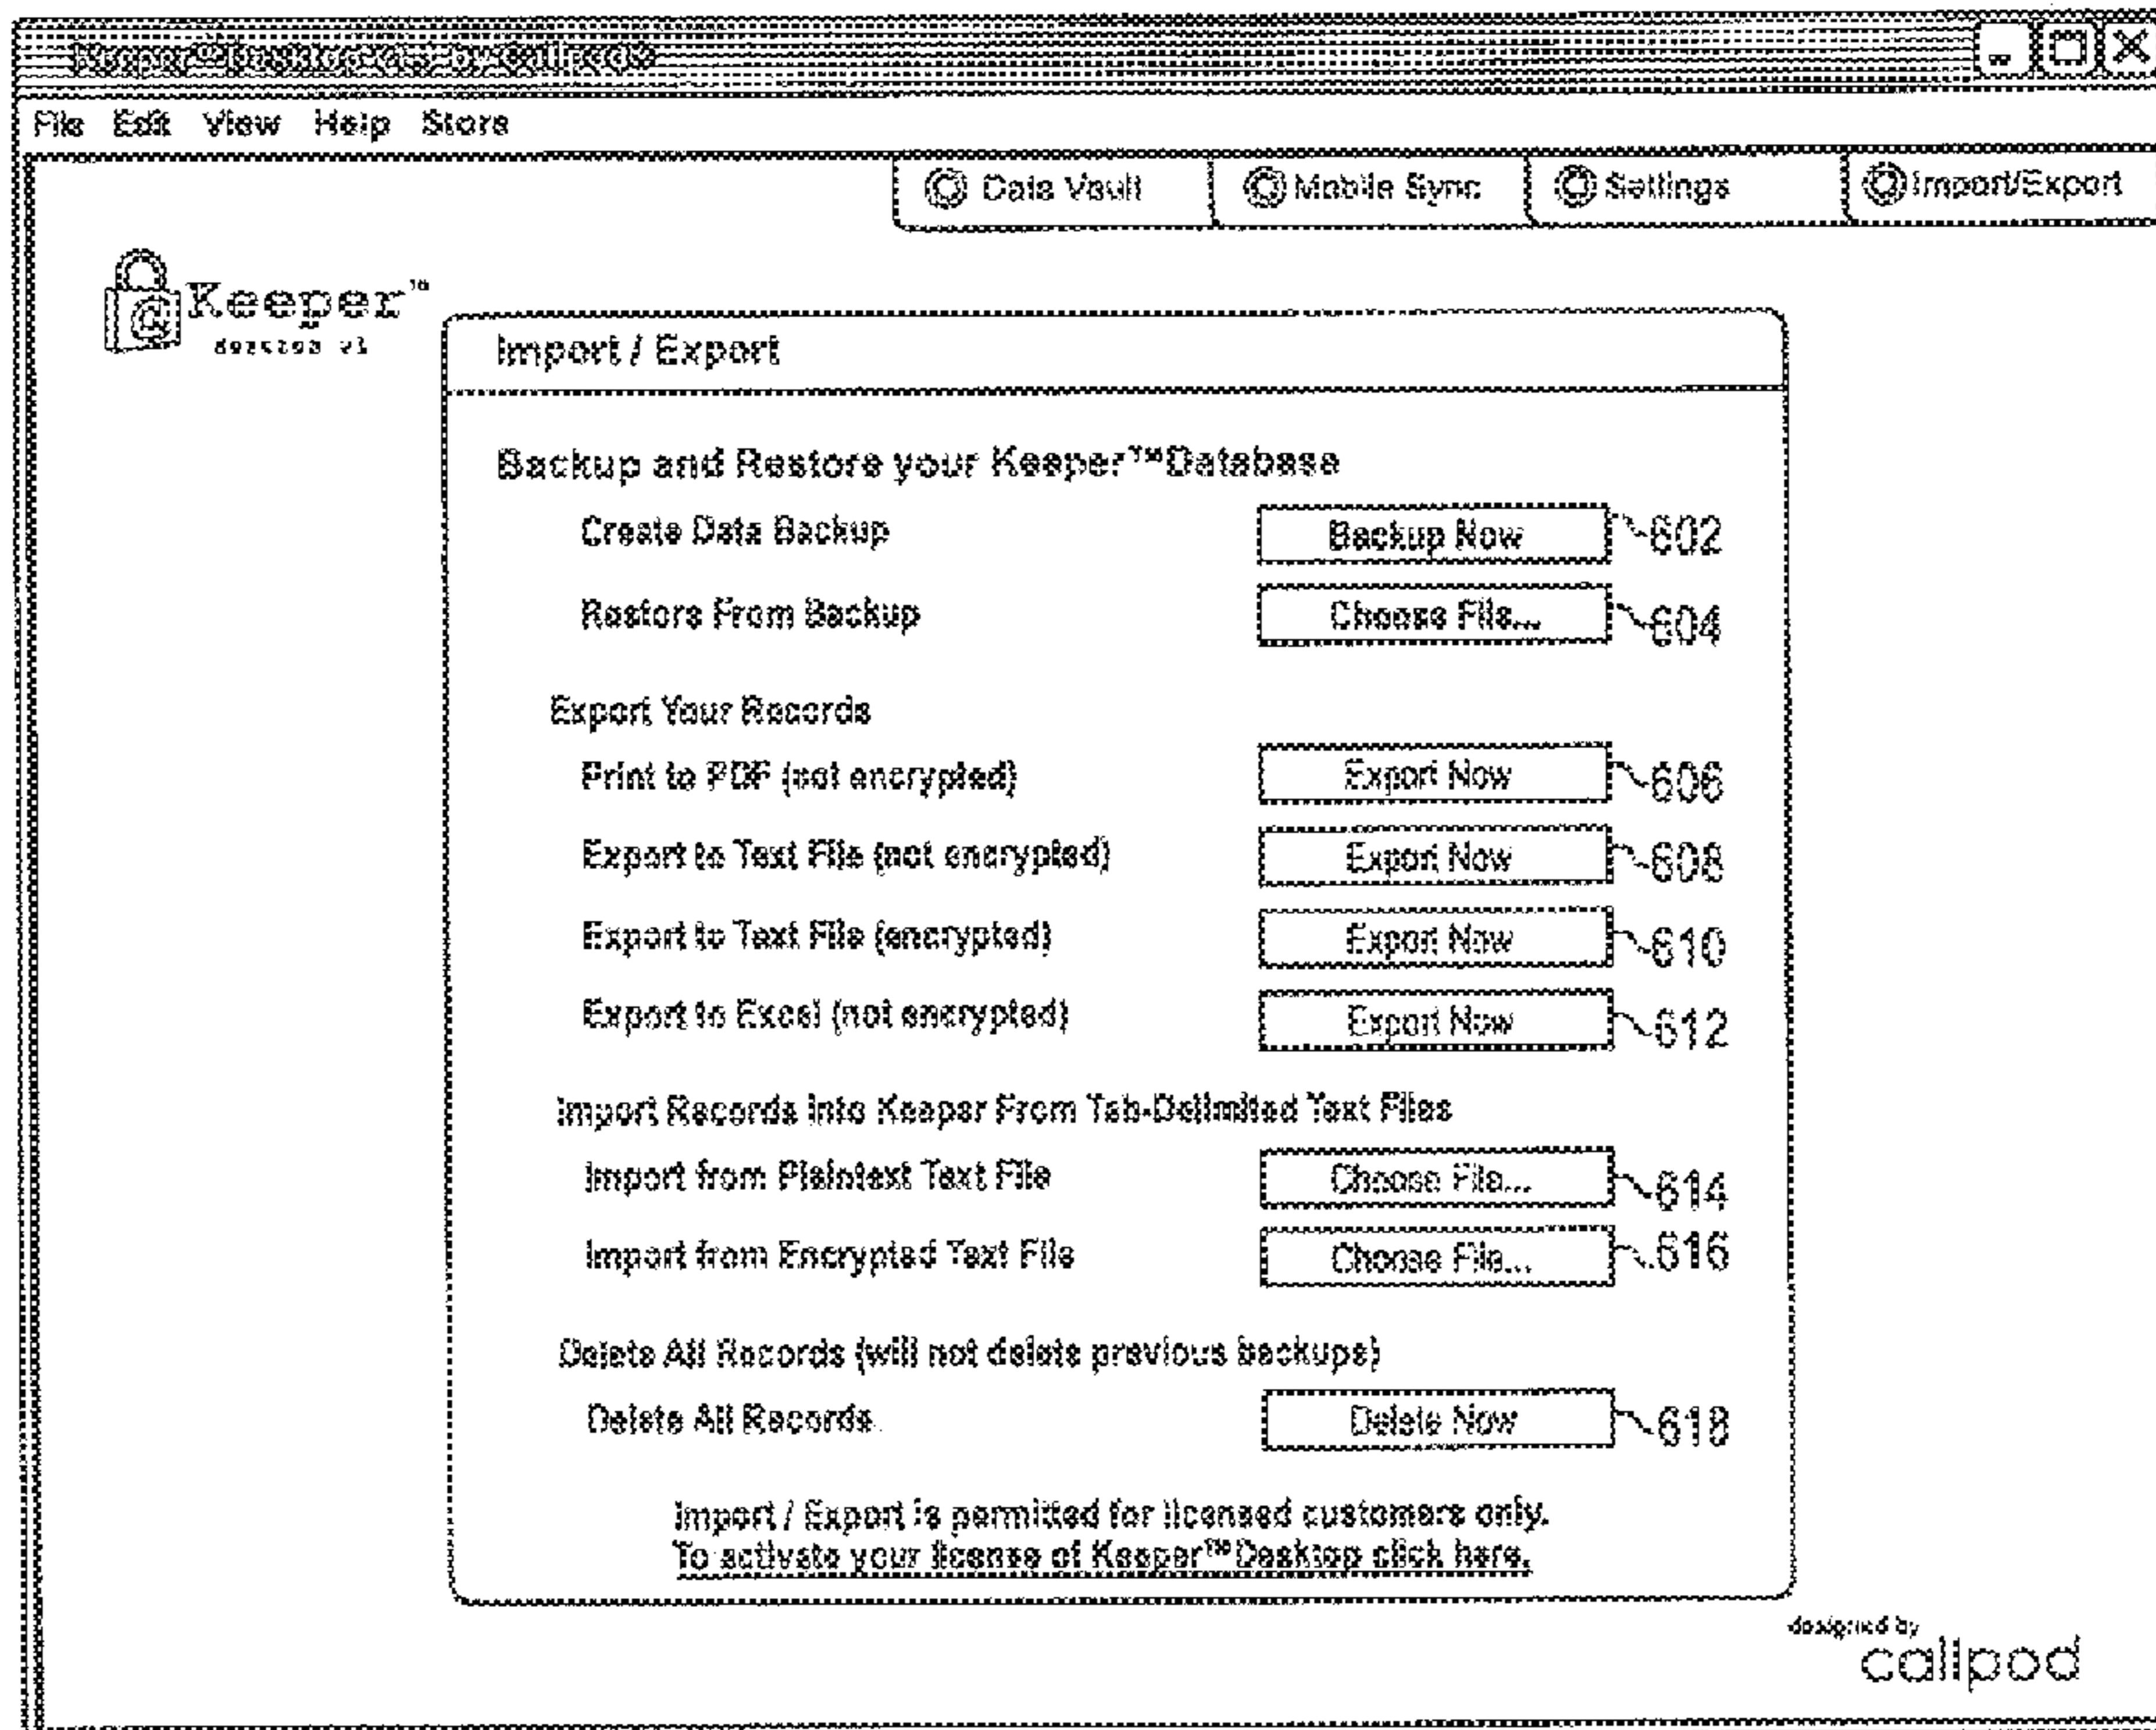 Keeper™ Desktop
File Edit View Help Store
Data Vault Mobile Sync Settings Import/Export
Keeper™
desktop v1
Import / Export
Backup and Restore your Keeper™ Database
Create Data Backup Backup Now 602
Restore From Backup Choose File... 604
Export Your Records
Print to PDF (not encrypted) Export Now 606
Export to Text File (not encrypted) Export Now 608
Export to Text File (encrypted) Export Now 610
Export to Excel (not encrypted) Export Now 612
Import Records into Keeper From Tab-Delimited Text Files
Import from Plaintext Text File Choose File... 614
Import from Encrypted Text File Choose File... 616
Delete All Records (will not delete previous backups)
Delete All Records Delete Now 618
Import / Export is permitted for licensed customers only.
To activate your license of Keeper™ Desktop click here.
designed by
callpod